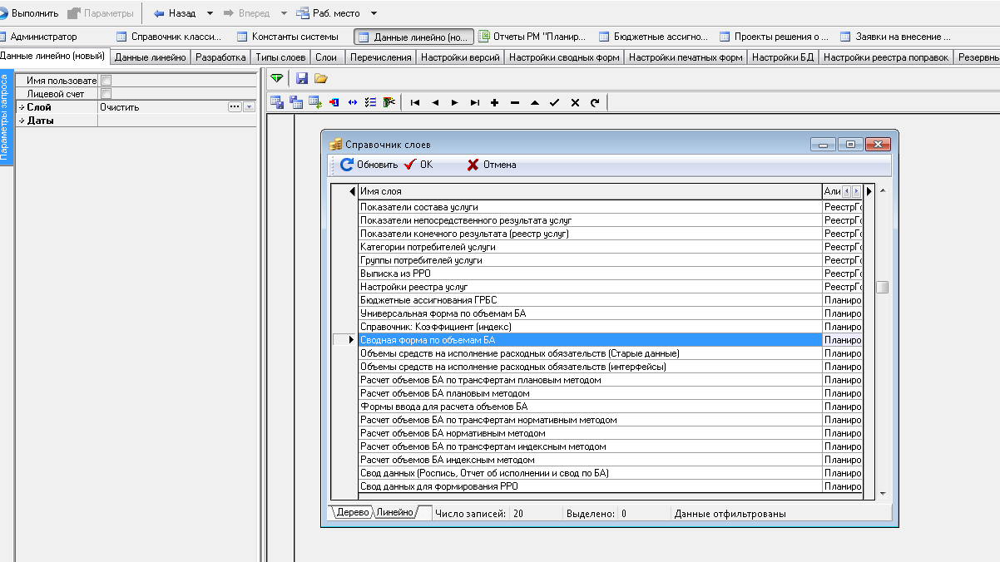 Выполнить Параметры Назад Вперед Раб. место
Администратор Справочник класси... Константы системы Данные линейно (но... Отчеты РМ "Планир... Бюджетные ассигно... Проекты решения о ... Заявки на внесение ...
Данные линейно (новый) Данные линейно Разработка Типы слоев Слои Перечисления Настройки версий Настройки сводных форм Настройки печатных форм Настройки БД Настройки реестра поправок Резервны
Параметры запроса
Имя пользовате
Лицевой счет
Слой Очистить
Даты
Справочник слоев
Обновить OK Отмена
Имя слоя Али
Показатели состава услуги РеестрГо
Показатели непосредственного результата услуг РеестрГо
Показатели конечного результата (реестр услуг) РеестрГо
Категории потребителей услуги РеестрГо
Группы потребителей услуги РеестрГо
Выписка из РРО РеестрГо
Настройки реестра услуг РеестрГо
Бюджетные ассигнования ГРБС Планиро
Универсальная форма по объемам БА Планиро
Справочник: Коэффициент (индекс) Планиро
Сводная форма по объемам БА Планиро
Объемы средств на исполнение расходных обязательств (Старые данные) Планиро
Объемы средств на исполнение расходных обязательств (интерфейсы) Планиро
Расчет объемов БА по трансфертам плановым методом Планиро
Расчет объемов БА плановым методом Планиро
Формы ввода для расчета объемов БА Планиро
Расчет объемов БА по трансфертам нормативным методом Планиро
Расчет объемов БА нормативным методом Планиро
Расчет объемов БА по трансфертам индексным методом Планиро
Расчет объемов БА индексным методом Планиро
Свод данных (Роспись, Отчет об исполнении и свод по БА) Планиро
Свод данных для формирования РРО Планиро
Дерево Линейно Число записей: 20 Выделено: 0 Данные отфильтрованы